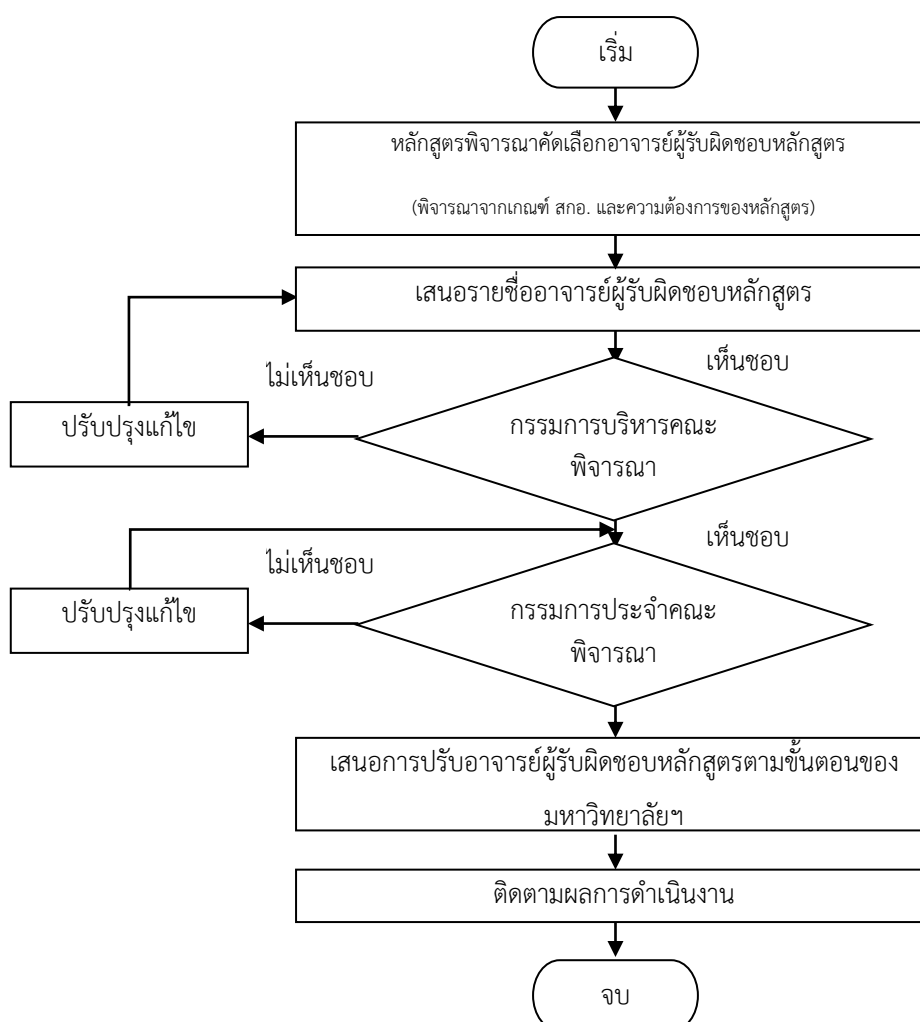 เริ่ม
หลักสูตรพิจารณาคัดเลือกอาจารย์ผู้รับผิดชอบหลักสูตร
(พิจารณาจากเกณฑ์ สกอ. และความต้องการของหลักสูตร)
เสนอรายชื่ออาจารย์ผู้รับผิดชอบหลักสูตร
ไม่เห็นชอบ
เห็นชอบ
ปรับปรุงแก้ไข
กรรมการบริหารคณะ
พิจารณา
ไม่เห็นชอบ
เห็นชอบ
ปรับปรุงแก้ไข
กรรมการประจำคณะ
พิจารณา
เสนอการปรับอาจารย์ผู้รับผิดชอบหลักสูตรตามขั้นตอนของ
มหาวิทยาลัยฯ
ติดตามผลการดำเนินงาน
จบ